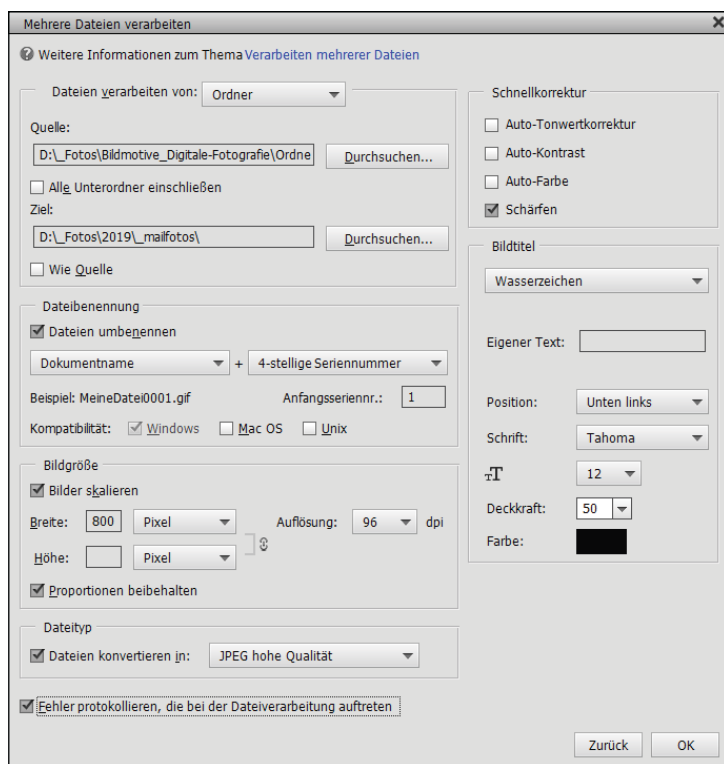 Mehrere Dateien verarbeiten
Weitere Informationen zum Thema Verarbeiten mehrerer Dateien
Dateien verarbeiten von: Ordner
Quelle:
D:\_Fotos\Bildmotive_Digitale-Fotografie\Ordne Durchsuchen...
Alle Unterordner einschließen
Ziel:
D:\_Fotos\2019\_mailfotos\ Durchsuchen...
Wie Quelle
Dateibenennung
Dateien umbenennen
Dokumentname + 4-stellige Seriennummer
Beispiel: MeineDatei0001.gif Anfangsseriennr.: 1
Kompatibilität: Windows Mac OS Unix
Bildgröße
Bilder skalieren
Breite: 800 Pixel Auflösung: 96 dpi
Höhe: Pixel
Proportionen beibehalten
Dateityp
Dateien konvertieren in: JPEG hohe Qualität
Fehler protokollieren, die bei der Dateiverarbeitung auftreten
Schnellkorrektur
Auto-Tonwertkorrektur
Auto-Kontrast
Auto-Farbe
Schärfen
Bildtitel
Wasserzeichen
Eigener Text:
Position: Unten links
Schrift: Tahoma
TT 12
Deckkraft: 50
Farbe:
Zurück OK